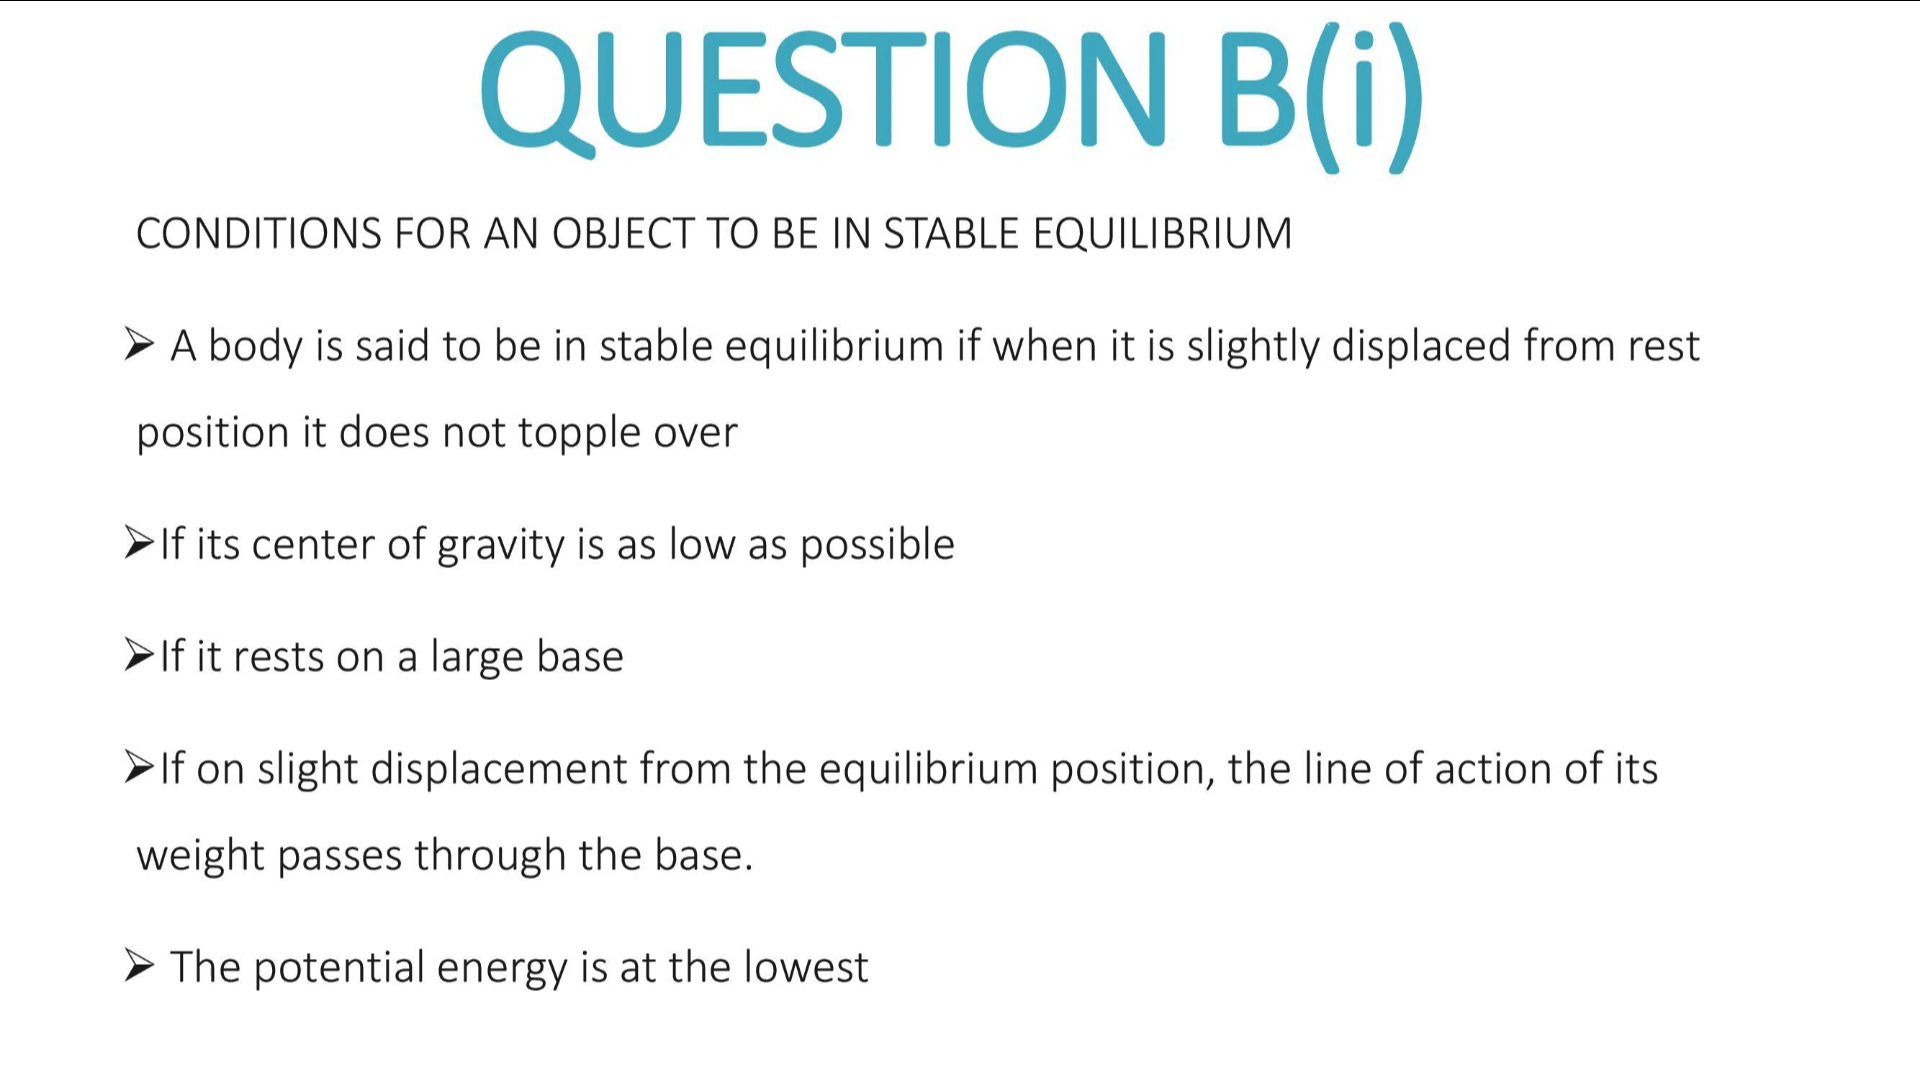 QUESTION B(i)
CONDITIONS FOR AN OBJECT TO BE IN STABLE EQUILIBRIUM
➢ A body is said to be in stable equilibrium if when it is slightly displaced from rest
position it does not topple over
➢If its center of gravity is as low as possible
➢If it rests on a large base
➢If on slight displacement from the equilibrium position, the line of action of its
weight passes through the base.
➢ The potential energy is at the lowest